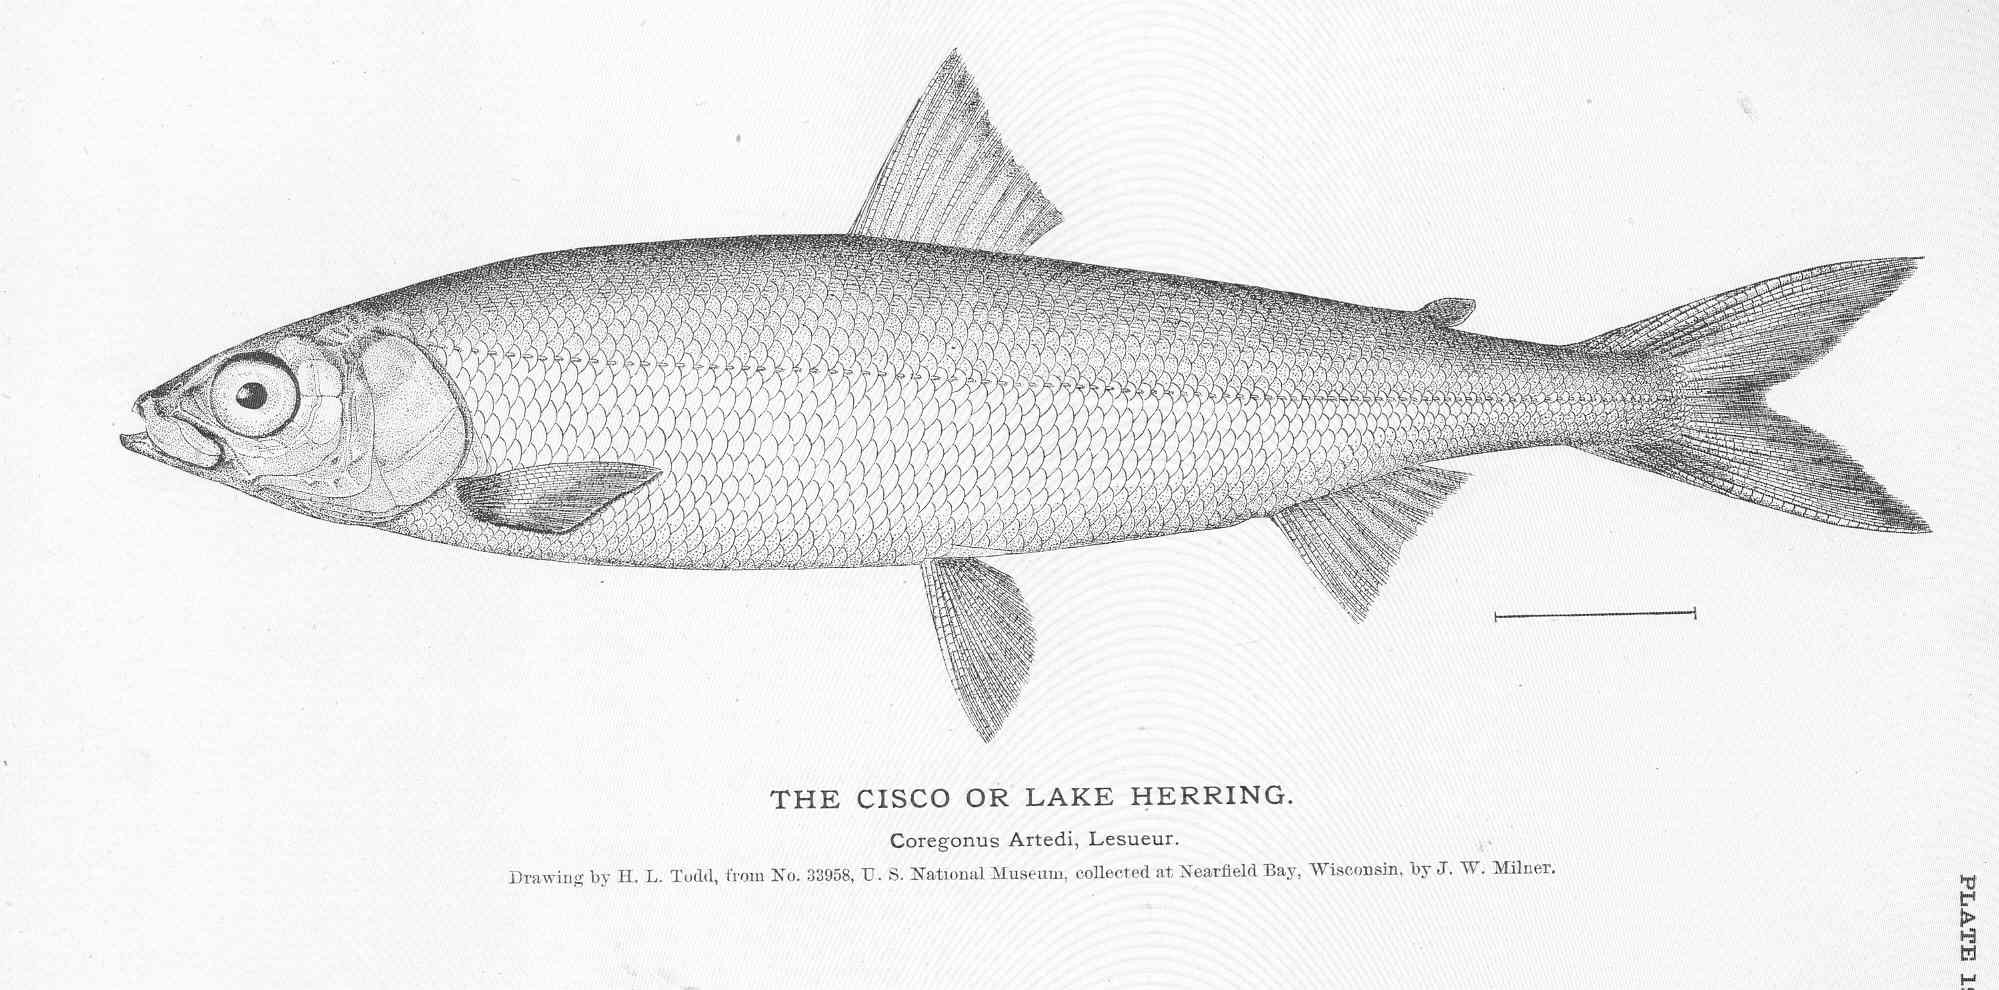 THE CISCO OR LAKE HERRING.
Coregonus Artedi, Lesueur.
Drawing by H. L. Todd, from No. 33958, U. S. National Museum, collected at Nearfield Bay, Wisconsin, by J. W. Milner.
PLATE